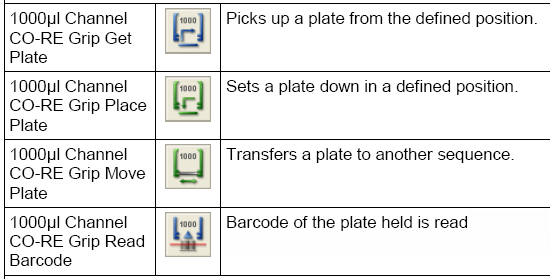 1000µl Channel
CO-RE Grip Get
Plate
1000
Picks up a plate from the defined position.
1000µl Channel
CO-RE Grip Place
Plate
1000
Sets a plate down in a defined position.
1000µl Channel
CO-RE Grip Move
Plate
1000
Transfers a plate to another sequence.
1000µl Channel
CO-RE Grip Read
Barcode
1000
Barcode of the plate held is read